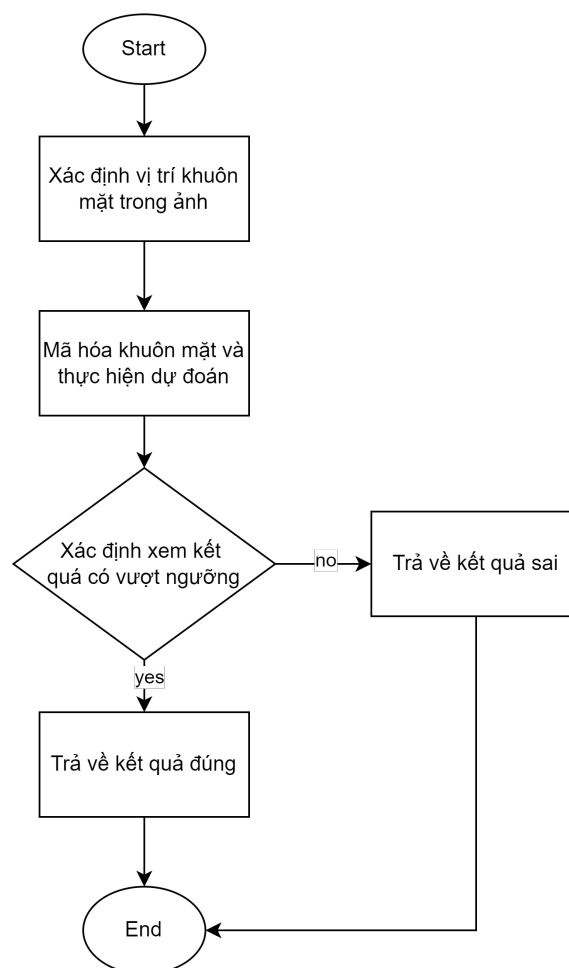 Start
Xác định vị trí khuôn
mặt trong ảnh
Mã hóa khuôn mặt và
thực hiện dự đoán
Xác định xem kết
quá có vượt ngưỡng
no
Trả về kết quả sai
yes
Trả về kết quả đúng
End